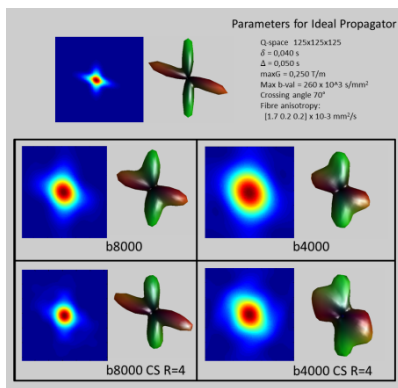 Parameters for Ideal Propagator
Q-space 125x125x125
δ = 0,040 s
Δ = 0,050 s
maxG = 0,250 T/m
Max b-val = 260 x 10^3 s/mm²
Crossing angle 70°
Fibre anisotropy:
[1.7 0.2 0.2] x 10-3 mm²/s
b8000
b4000
b8000 CS R=4
b4000 CS R=4